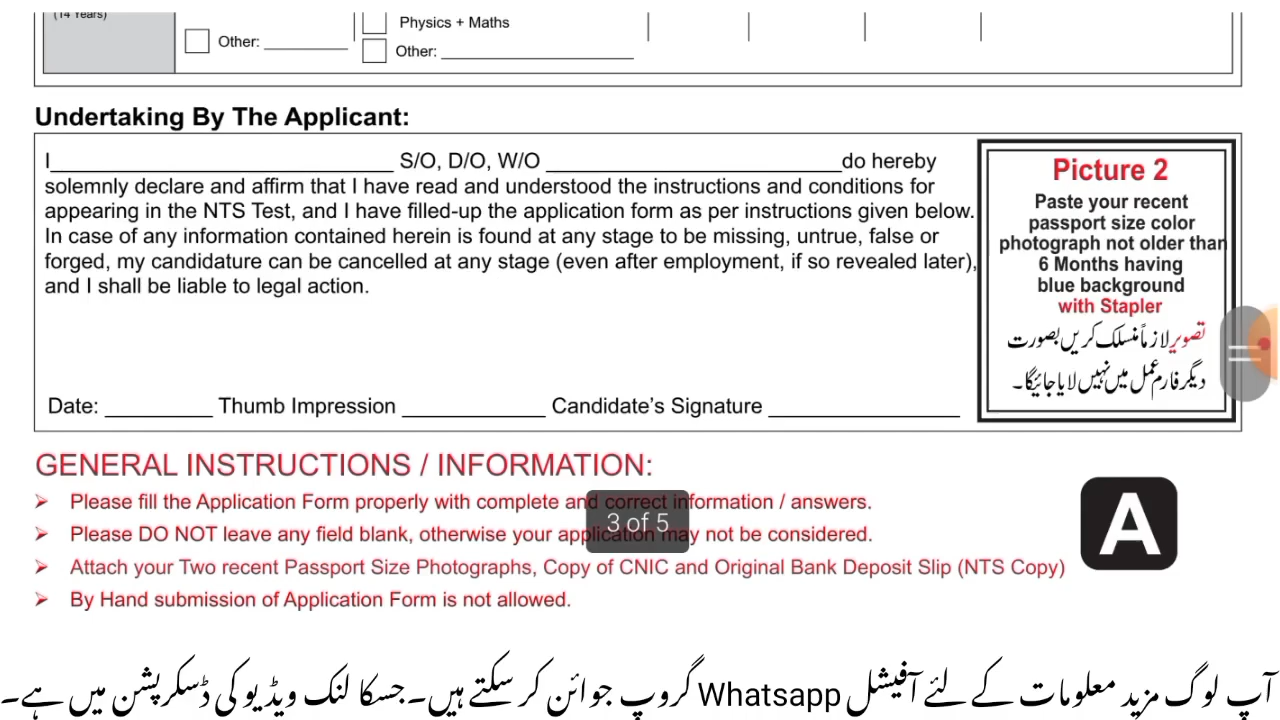 (14 Years)
Physics + Maths
Other: __________
Other: ______________________
Undertaking By The Applicant:
I______________________________ S/O, D/O, W/O __________________________do hereby
solemnly declare and affirm that I have read and understood the instructions and conditions for
appearing in the NTS Test, and I have filled-up the application form as per instructions given below.
In case of any information contained herein is found at any stage to be missing, untrue, false or
forged, my candidature can be cancelled at any stage (even after employment, if so revealed later),
and I shall be liable to legal action.
Date: _________ Thumb Impression ____________ Candidate's Signature ________________
Picture 2
Paste your recent
passport size color
photograph not older than
6 Months having
blue background
with Stapler
تصویر لازماً منسلک کریں بصورت
دیگر فارم عمل میں نہیں لایا جائیگا۔
GENERAL INSTRUCTIONS / INFORMATION:
Please fill the Application Form properly with complete and correct information / answers.
Please DO NOT leave any field blank, otherwise your application may not be considered.
Attach your Two recent Passport Size Photographs, Copy of CNIC and Original Bank Deposit Slip (NTS Copy)
By Hand submission of Application Form is not allowed.
3 of 5
A
آپ لوگ مزید معلومات کے لئے آفیشل Whatsapp گروپ جوائن کر سکتے ہیں۔جسکا لنک ویڈیو کی ڈسکرپشن میں ہے۔